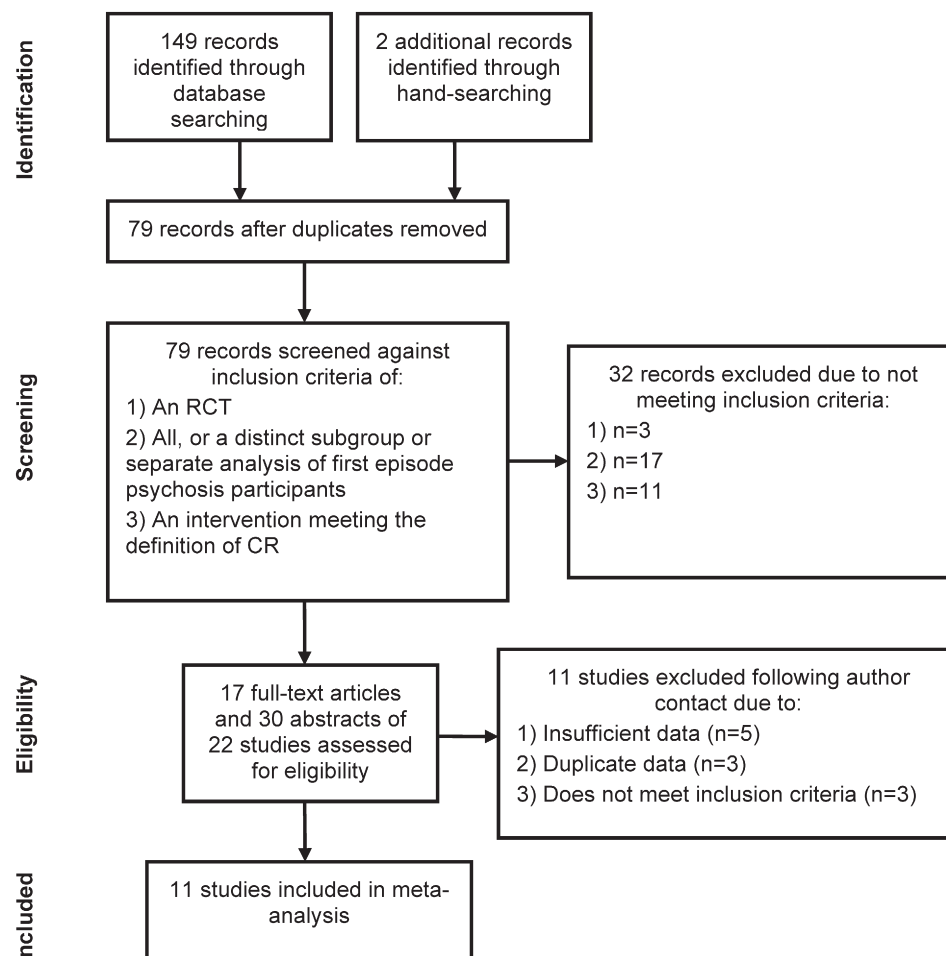 Identification
149 records
identified through
database
searching
2 additional records
identified through
hand-searching
79 records after duplicates removed
Screening
79 records screened against
inclusion criteria of:
1) An RCT
2) All, or a distinct subgroup or
separate analysis of first episode
psychosis participants
3) An intervention meeting the
definition of CR
32 records excluded due to not
meeting inclusion criteria:
1) n=3
2) n=17
3) n=11
Eligibility
17 full-text articles
and 30 abstracts of
22 studies assessed
for eligibility
11 studies excluded following author
contact due to:
1) Insufficient data (n=5)
2) Duplicate data (n=3)
3) Does not meet inclusion criteria (n=3)
ncluded
11 studies included in meta-
analysis